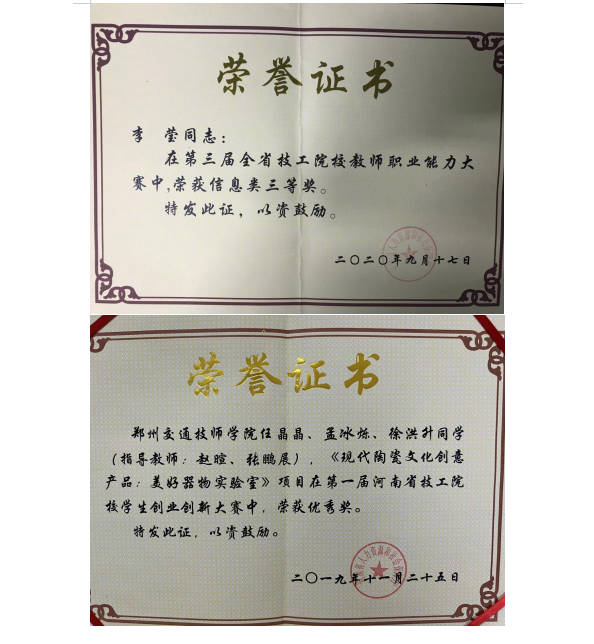 荣誉证书
李 莹同志：
在第三届全省技工院校教师职业能力大
赛中,荣获信息类三等奖。
特发此证，以资鼓励。
二〇二〇年九月十七日
荣誉证书
郑州交通技师学院任晶晶、孟冰烁、徐洪升同学
（指导教师：赵暄、张鹏展），《现代陶瓷文化创意
产品：美好器物实验室》项目在第一届河南省技工院
校学生创业创新大赛中，荣获优秀奖。
特发此证，以资鼓励。
二〇一九年十一月二十五日